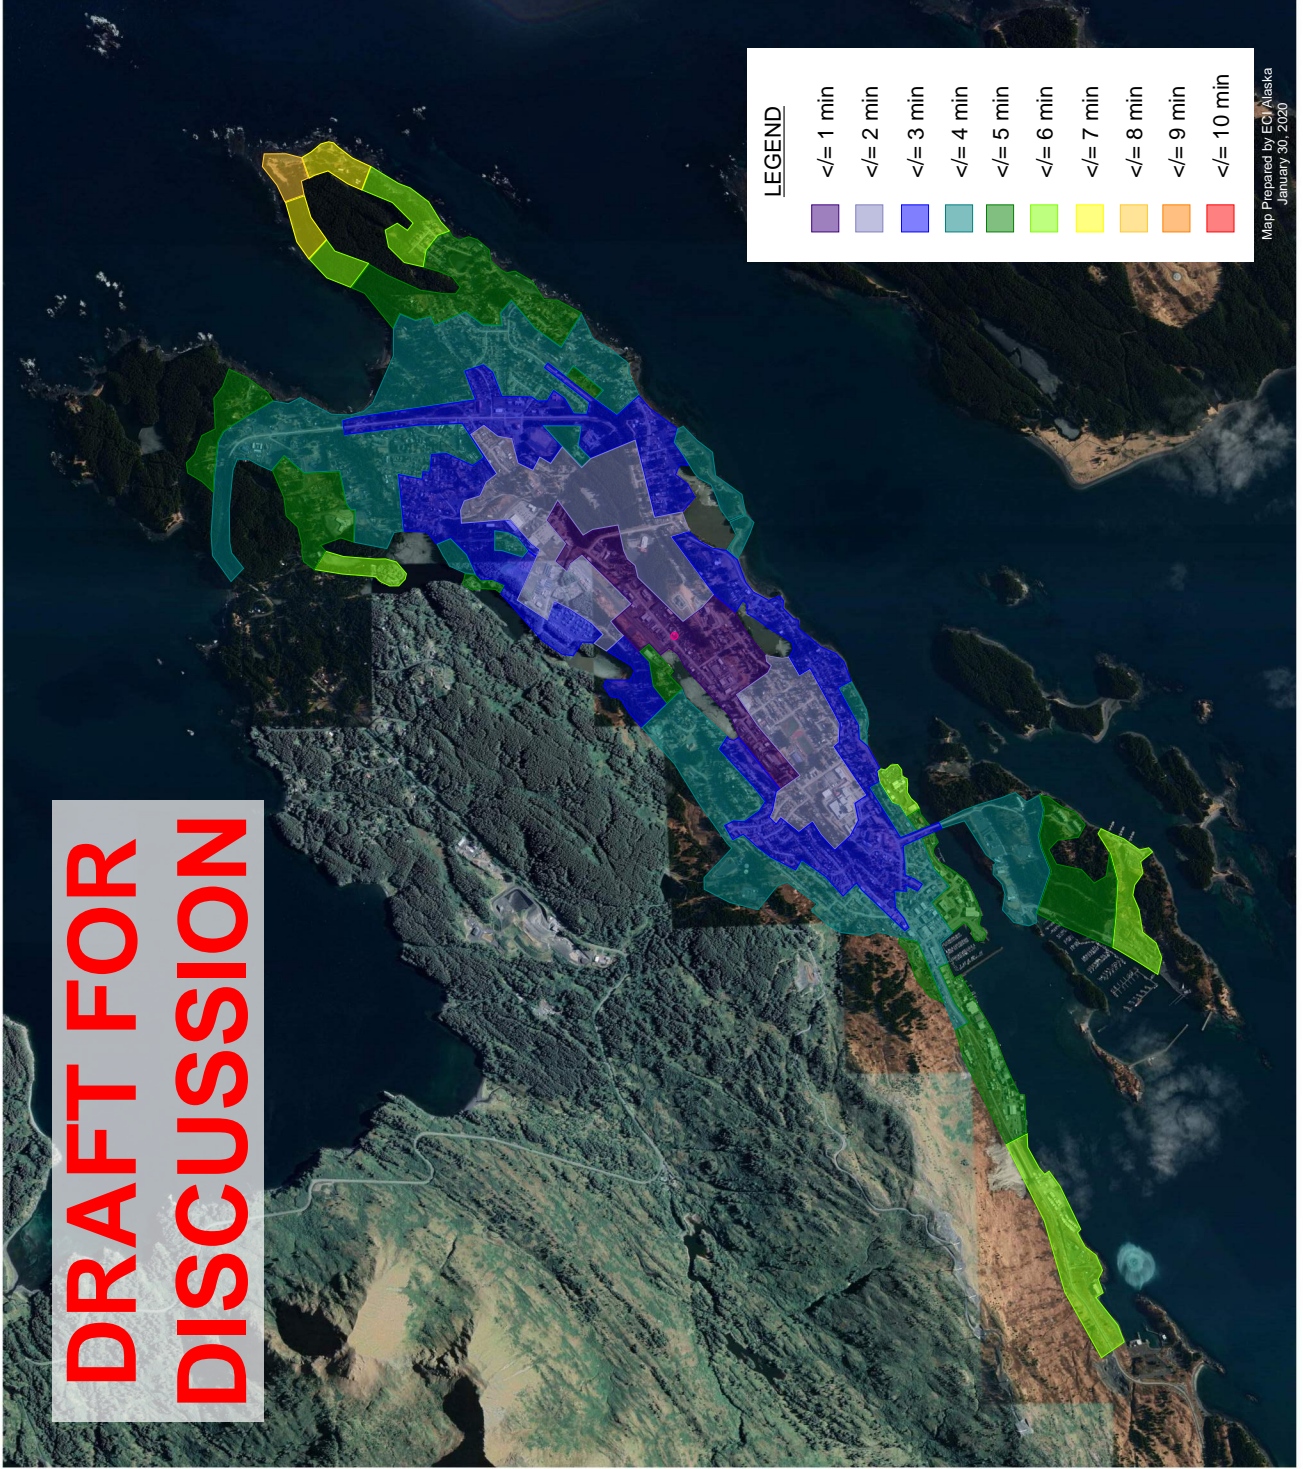 DRAFT FOR
DISCUSSION
LEGEND
</= 1 min
</= 2 min
</= 3 min
</= 4 min
</= 5 min
</= 6 min
</= 7 min
</= 8 min
</= 9 min
</= 10 min
Map Prepared by ECI Alaska
January 30, 2020